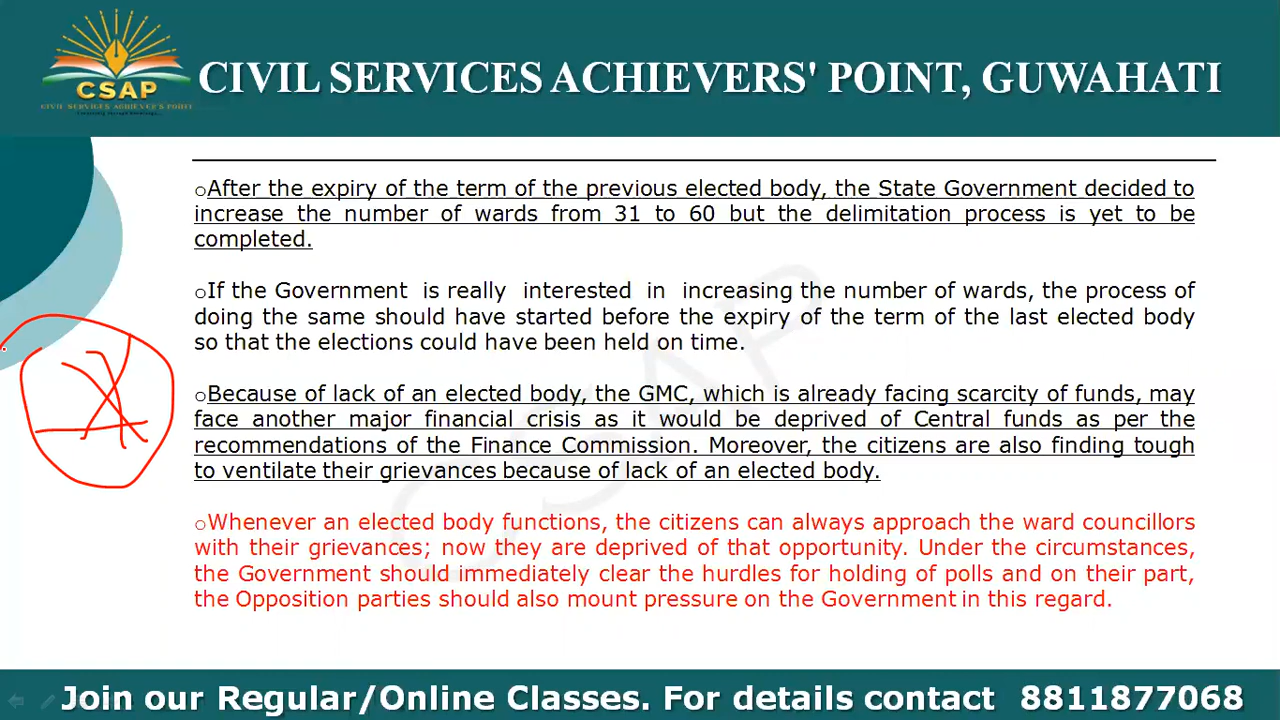 CSAP
CIVIL SERVICES ACHIEVER'S POINT
CIVIL SERVICES ACHIEVERS' POINT, GUWAHATI
oAfter the expiry of the term of the previous elected body, the State Government decided to
increase the number of wards from 31 to 60 but the delimitation process is yet to be
completed.
oIf the Government is really interested in increasing the number of wards, the process of
doing the same should have started before the expiry of the term of the last elected body
so that the elections could have been held on time.
oBecause of lack of an elected body, the GMC, which is already facing scarcity of funds, may
face another major financial crisis as it would be deprived of Central funds as per the
recommendations of the Finance Commission. Moreover, the citizens are also finding tough
to ventilate their grievances because of lack of an elected body.
oWhenever an elected body functions, the citizens can always approach the ward councillors
with their grievances; now they are deprived of that opportunity. Under the circumstances,
the Government should immediately clear the hurdles for holding of polls and on their part,
the Opposition parties should also mount pressure on the Government in this regard.
CSAP
Join our Regular/Online Classes. For details contact 8811877068